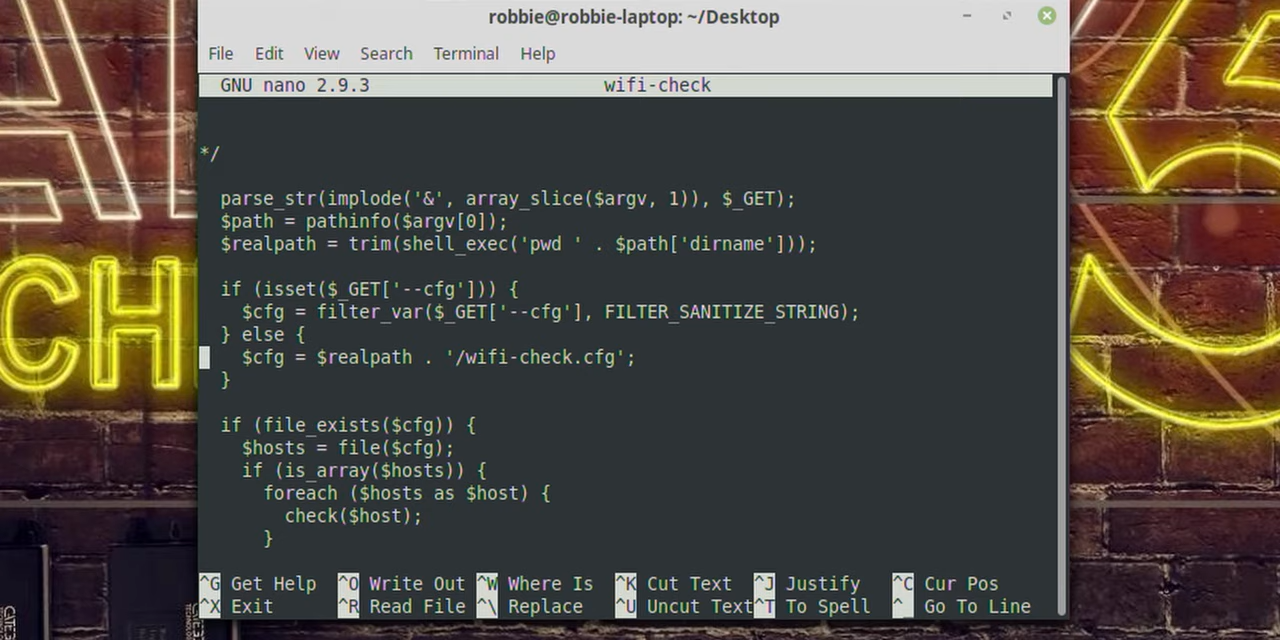 robbie@robbie-laptop: ~/Desktop
File Edit View Search Terminal Help
GNU nano 2.9.3 wifi-check
*/
parse_str(implode('&', array_slice($argv, 1)), $_GET);
$path = pathinfo($argv[0]);
$realpath = trim(shell_exec('pwd ' . $path['dirname']));
if (isset($_GET['--cfg'])) {
$cfg = filter_var($_GET['--cfg'], FILTER_SANITIZE_STRING);
} else {
$cfg = $realpath . '/wifi-check.cfg';
}
if (file_exists($cfg)) {
$hosts = file($cfg);
if (is_array($hosts)) {
foreach ($hosts as $host) {
check($host);
}
^G Get Help ^O Write Out ^W Where Is ^K Cut Text ^J Justify ^C Cur Pos
^X Exit ^R Read File ^\ Replace ^U Uncut Text ^T To Spell ^_ Go To Line
CH